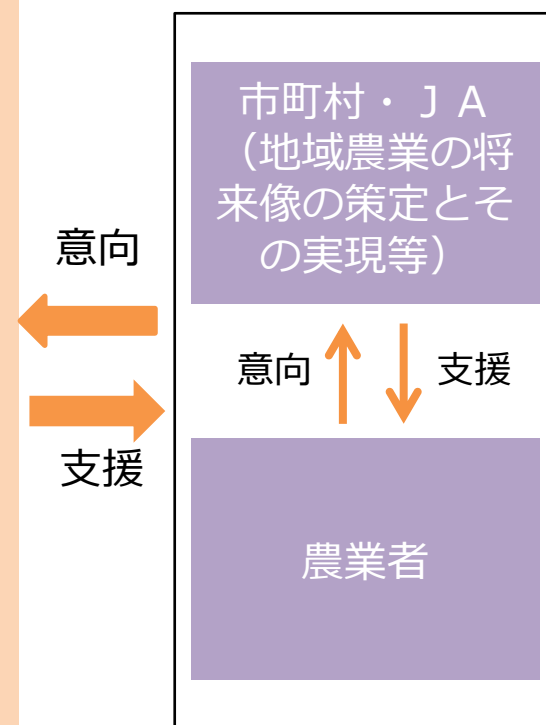 市町村・ＪＡ
（地域農業の将
来像の策定とそ
の実現等）
意向
支援
意向
支援
農業者